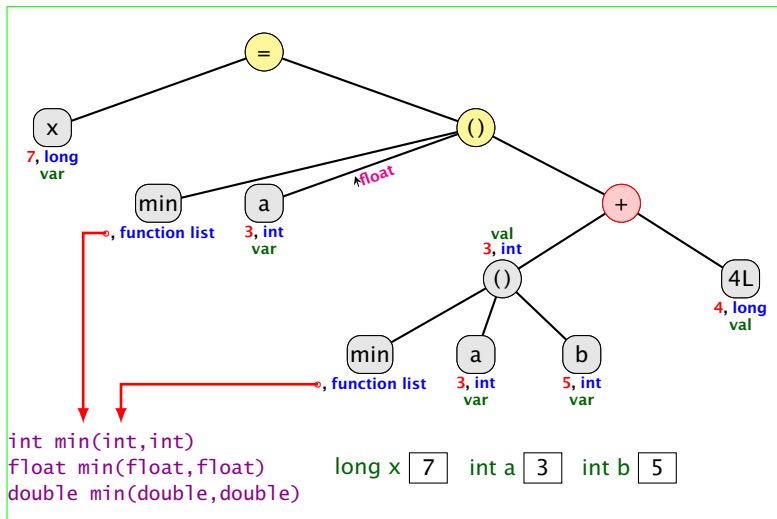 =
x
7, long
var
()
min
, function list
a
3, int
var
float
+
val
3, int
()
4L
4, long
val
min
, function list
a
3, int
var
b
5, int
var
int min(int,int)
float min(float,float)
double min(double,double)
long x 7 int a 3 int b 5